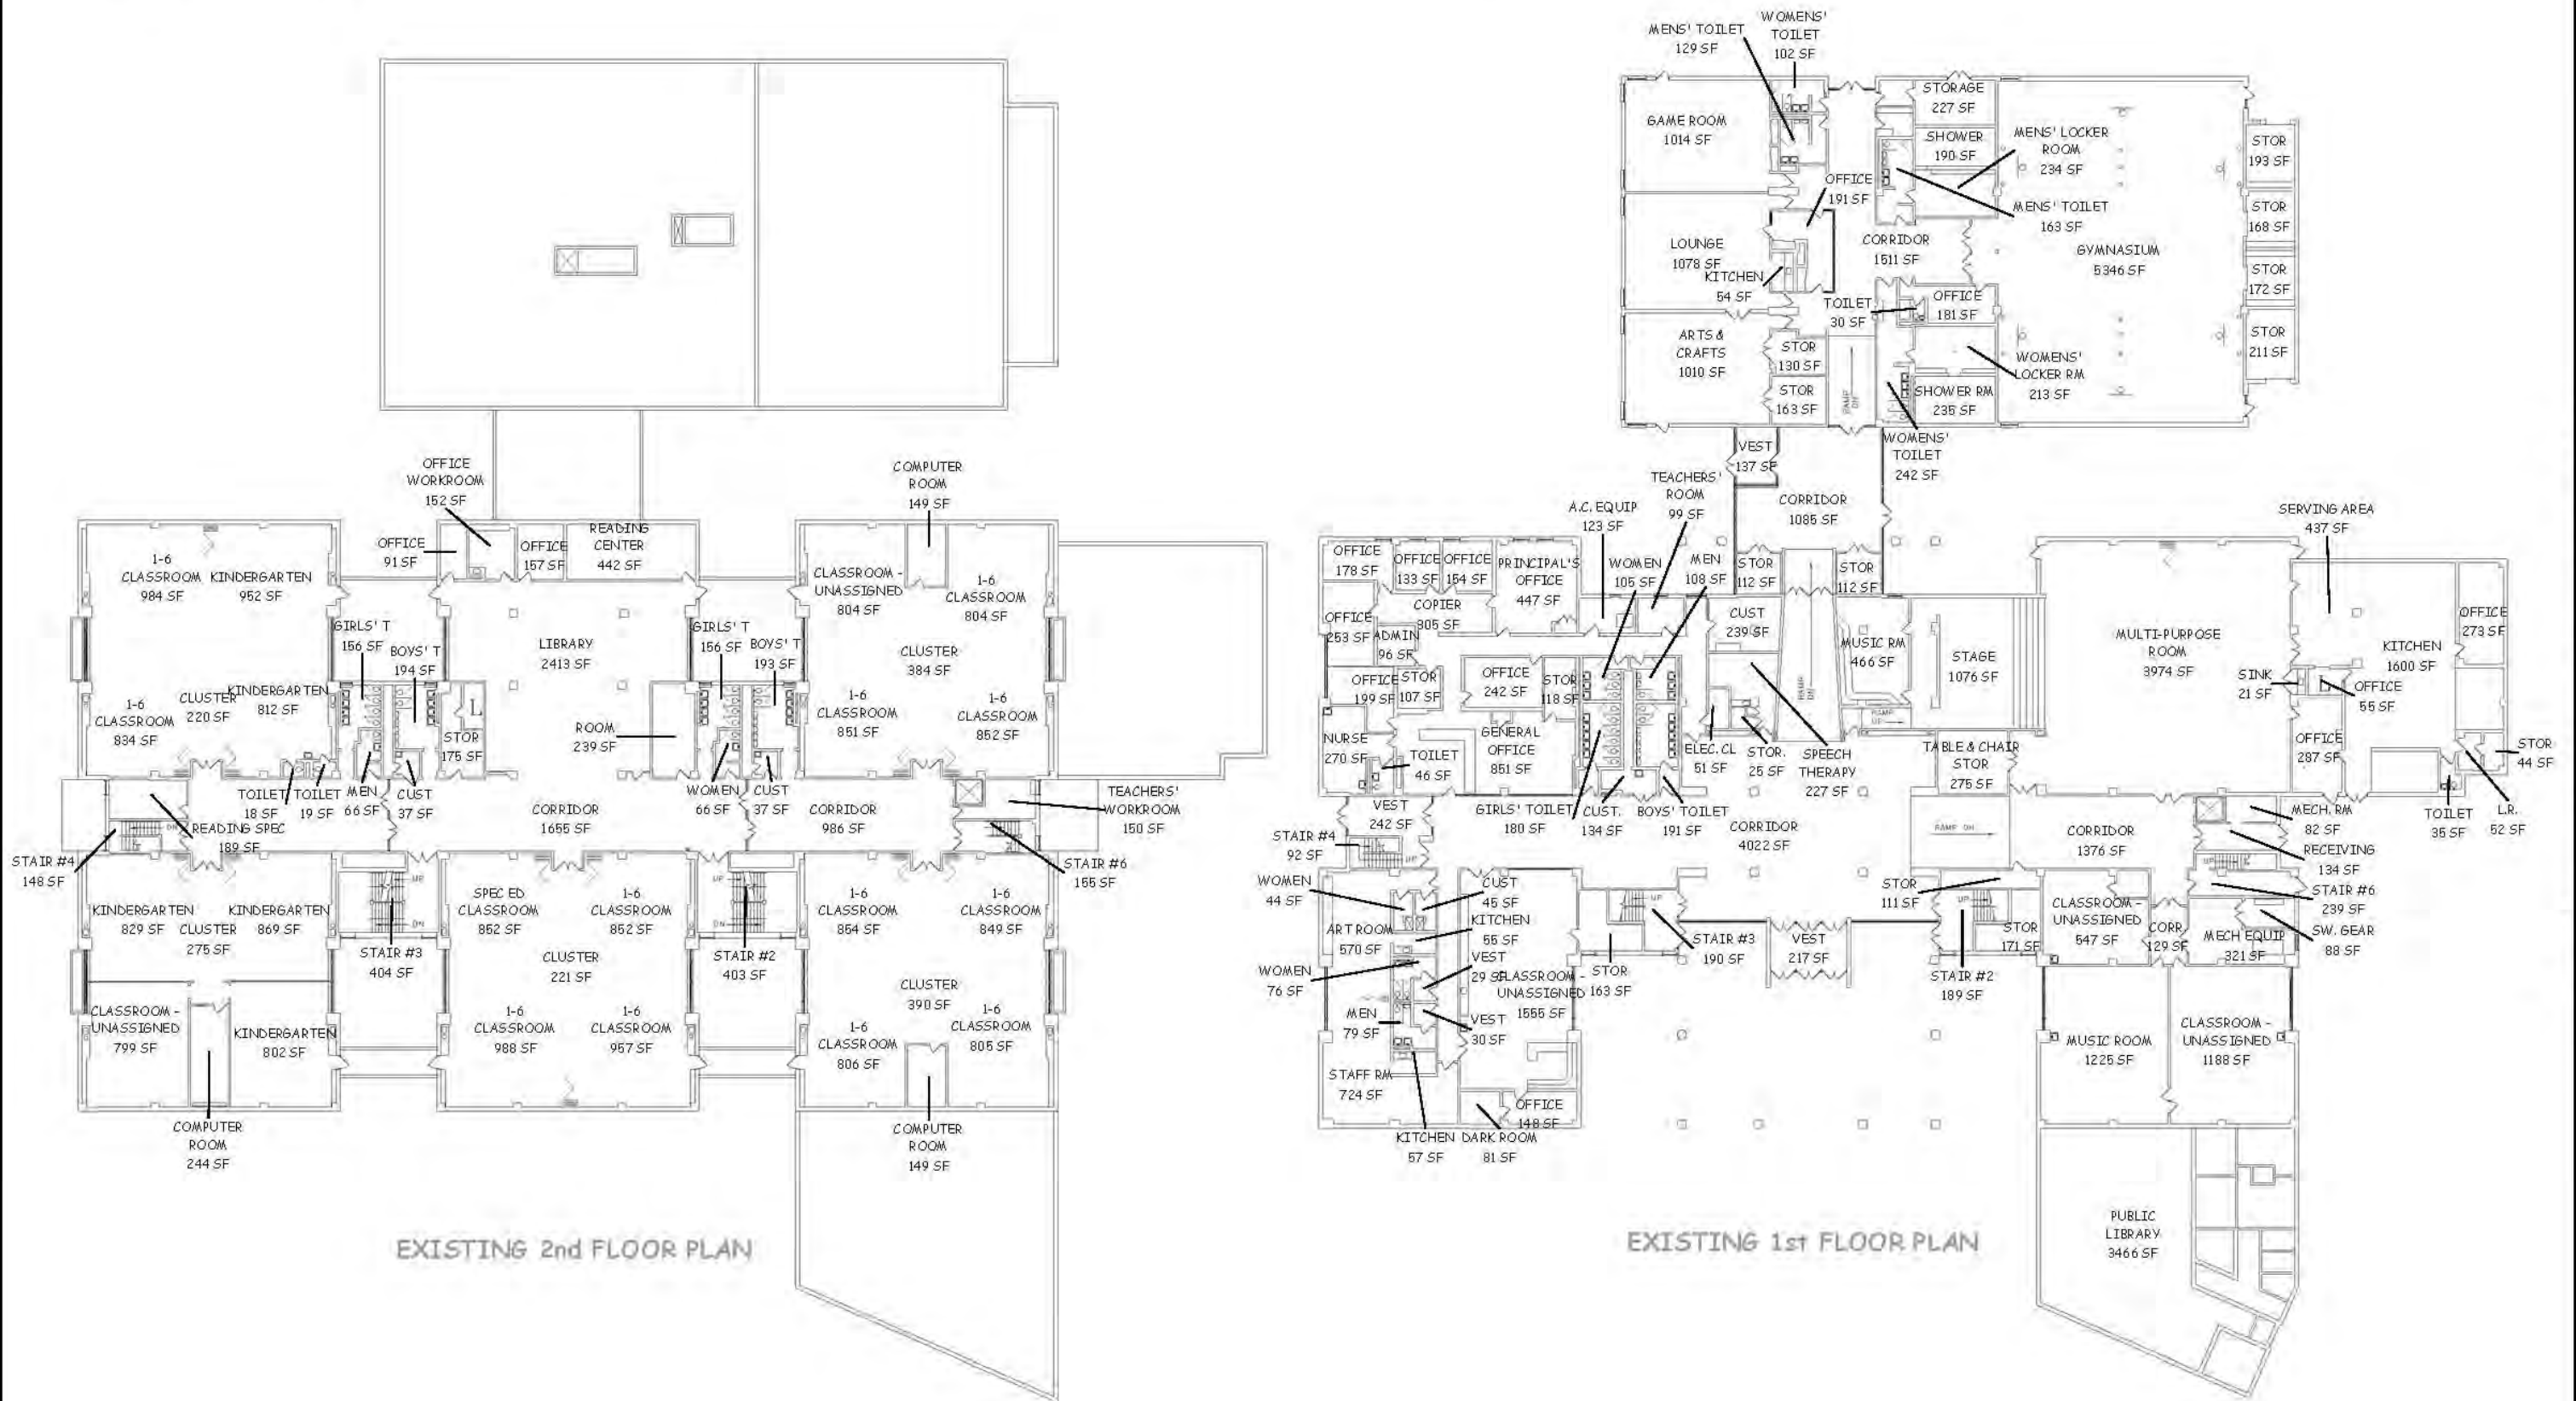 OFFICE
WORKROOM
152 SF
COMPUTER
ROOM
149 SF
1-6
CLASSROOM
984 SF
KINDERGARTEN
952 SF
OFFICE
91 SF
OFFICE
157 SF
READING
CENTER
442 SF
CLASSROOM -
UNASSIGNED
804 SF
1-6
CLASSROOM
804 SF
GIRLS' T
156 SF
BOYS' T
194 SF
LIBRARY
2413 SF
GIRLS' T
156 SF
BOYS' T
193 SF
CLUSTER
384 SF
1-6
CLASSROOM
834 SF
CLUSTER
220 SF
KINDERGARTEN
812 SF
STOR
175 SF
L
ROOM
239 SF
1-6
CLASSROOM
851 SF
1-6
CLASSROOM
852 SF
TOILET
18 SF
TOILET
19 SF
MEN
66 SF
CUST
37 SF
CORRIDOR
1655 SF
WOMEN
66 SF
CUST
37 SF
CORRIDOR
986 SF
TEACHERS'
WORKROOM
150 SF
READING SPEC
189 SF
DN
STAIR #4
148 SF
STAIR #6
155 SF
KINDERGARTEN
829 SF
KINDERGARTEN
869 SF
CLUSTER
275 SF
UP
DN
STAIR #3
404 SF
SPEC ED
CLASSROOM
852 SF
1-6
CLASSROOM
852 SF
UP
DN
STAIR #2
403 SF
1-6
CLASSROOM
854 SF
1-6
CLASSROOM
849 SF
CLUSTER
221 SF
CLUSTER
390 SF
CLASSROOM -
UNASSIGNED
799 SF
KINDERGARTEN
802 SF
1-6
CLASSROOM
988 SF
1-6
CLASSROOM
957 SF
1-6
CLASSROOM
806 SF
1-6
CLASSROOM
805 SF
COMPUTER
ROOM
244 SF
COMPUTER
ROOM
149 SF
EXISTING 2nd FLOOR PLAN
MENS' TOILET
129 SF
WOMENS'
TOILET
102 SF
STORAGE
227 SF
GAME ROOM
1014 SF
SHOWER
190 SF
MENS' LOCKER
ROOM
234 SF
STOR
193 SF
OFFICE
191 SF
MENS' TOILET
163 SF
STOR
168 SF
LOUNGE
1078 SF
KITCHEN
54 SF
CORRIDOR
1511 SF
GYMNASIUM
5346 SF
STOR
172 SF
TOILET
30 SF
OFFICE
181 SF
STOR
211 SF
ARTS &
CRAFTS
1010 SF
STOR
130 SF
STOR
163 SF
RAMP
DN
WOMENS'
LOCKER RM
213 SF
SHOWER RM
235 SF
WOMENS'
TOILET
242 SF
VEST
137 SF
TEACHERS'
ROOM
99 SF
A.C. EQUIP
123 SF
CORRIDOR
1085 SF
SERVING AREA
437 SF
OFFICE
178 SF
OFFICE
133 SF
OFFICE
154 SF
PRINCIPAL'S
OFFICE
447 SF
WOMEN
105 SF
MEN
108 SF
STOR
112 SF
STOR
112 SF
COPIER
305 SF
OFFICE
253 SF
ADMIN
96 SF
CUST
239 SF
MUSIC RM
466 SF
STAGE
1076 SF
MULTI-PURPOSE
ROOM
3974 SF
OFFICE
273 SF
KITCHEN
1600 SF
OFFICE
199 SF
STOR
107 SF
OFFICE
242 SF
STOR
118 SF
RAMP
DN
RAMP
UP
SINK
21 SF
OFFICE
55 SF
NURSE
270 SF
TOILET
46 SF
GENERAL
OFFICE
851 SF
ELEC. CL
51 SF
STOR.
25 SF
SPEECH
THERAPY
227 SF
TABLE & CHAIR
STOR
275 SF
OFFICE
287 SF
STOR
44 SF
VEST
242 SF
GIRLS' TOILET
180 SF
CUST.
134 SF
BOYS' TOILET
191 SF
CORRIDOR
4022 SF
RAMP DN
CORRIDOR
1376 SF
MECH. RM
82 SF
TOILET
35 SF
L.R.
52 SF
STAIR #4
92 SF
UP
RECEIVING
134 SF
WOMEN
44 SF
CUST
45 SF
UP
STOR
111 SF
UP
UP
STAIR #6
239 SF
ART ROOM
570 SF
KITCHEN
55 SF
STAIR #3
190 SF
VEST
217 SF
STOR
171 SF
CLASSROOM -
UNASSIGNED
547 SF
CORR.
129 SF
MECH EQUIP
321 SF
SW. GEAR
88 SF
WOMEN
76 SF
VEST
29 SF
CLASSROOM -
UNASSIGNED
1555 SF
STOR
163 SF
STAIR #2
189 SF
MEN
79 SF
VEST
30 SF
MUSIC ROOM
1225 SF
CLASSROOM -
UNASSIGNED
1188 SF
STAFF RM
724 SF
OFFICE
148 SF
KITCHEN
57 SF
DARK ROOM
81 SF
PUBLIC
LIBRARY
3466 SF
EXISTING 1st FLOOR PLAN